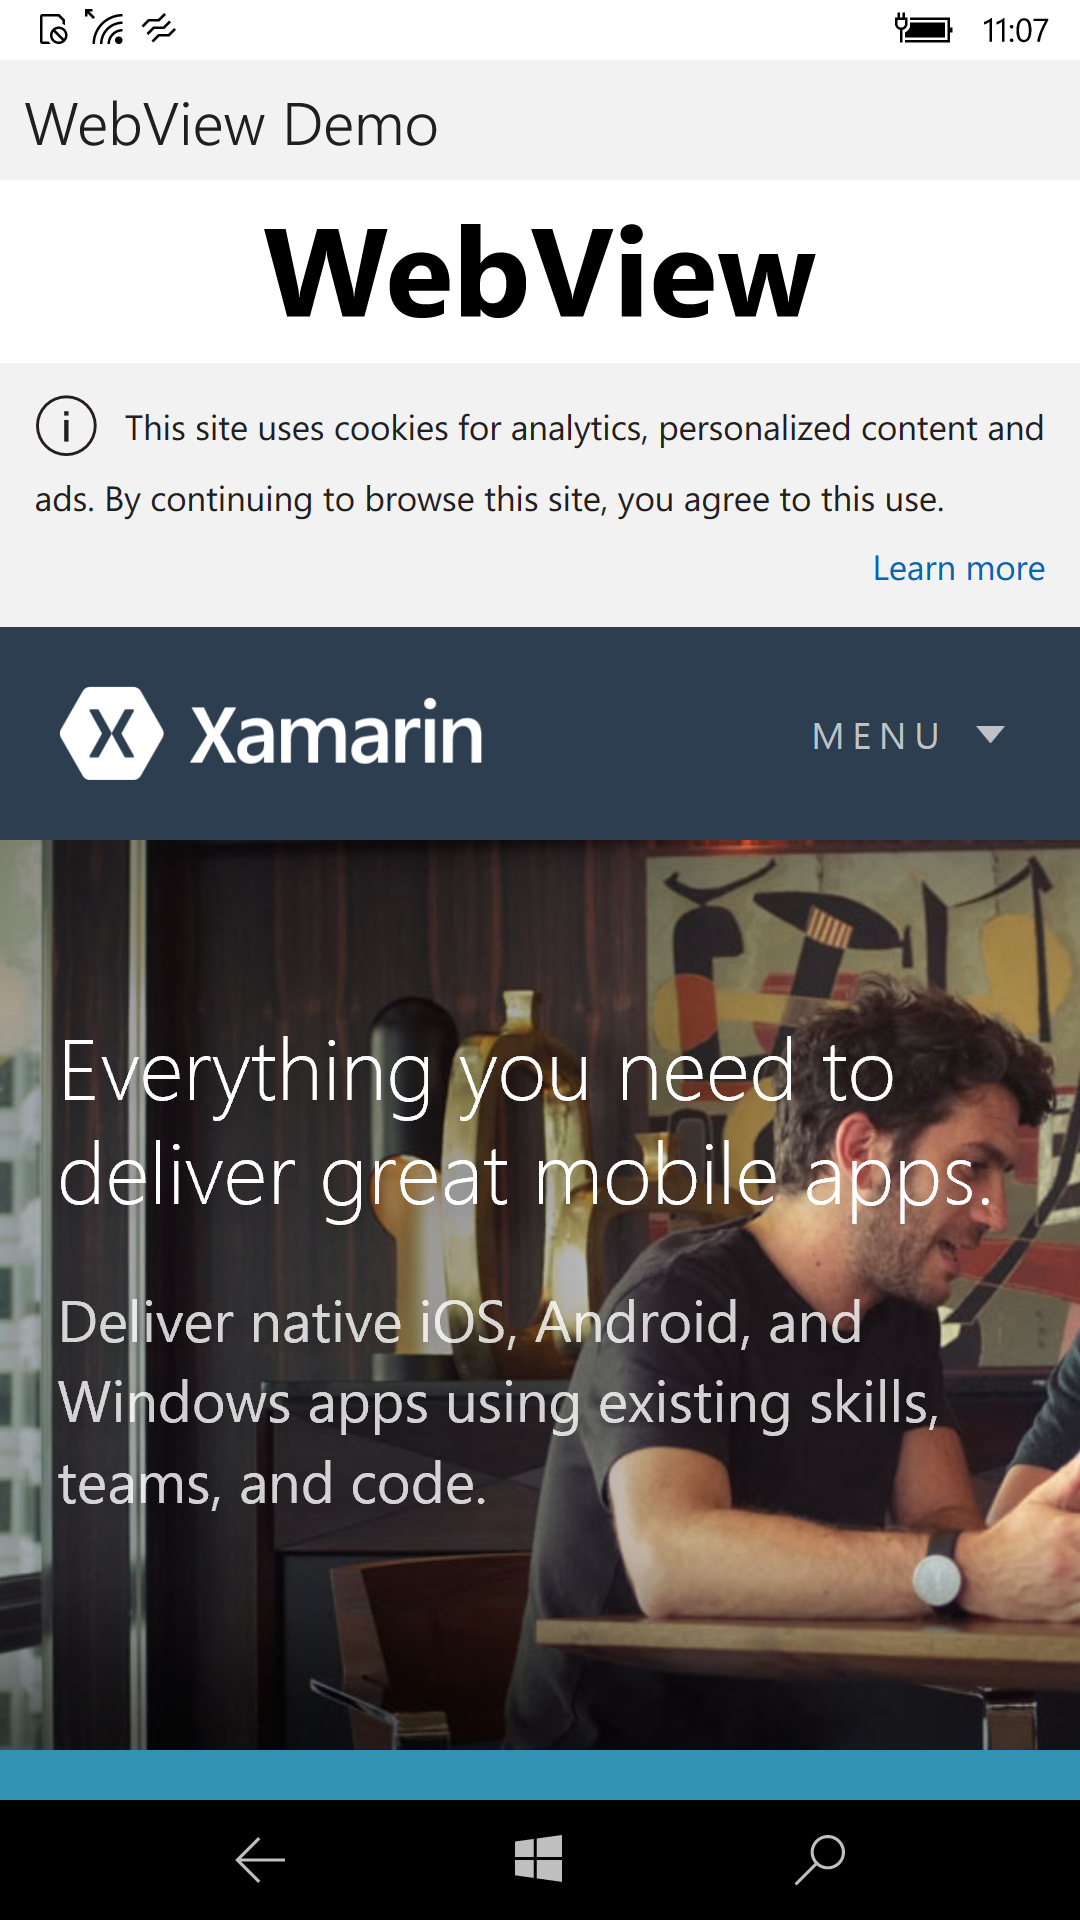 11:07
WebView Demo
WebView
i This site uses cookies for analytics, personalized content and
ads. By continuing to browse this site, you agree to this use.
Learn more
X Xamarin
MENU
Everything you need to
deliver great mobile apps.
Deliver native iOS, Android, and
Windows apps using existing skills,
teams, and code.